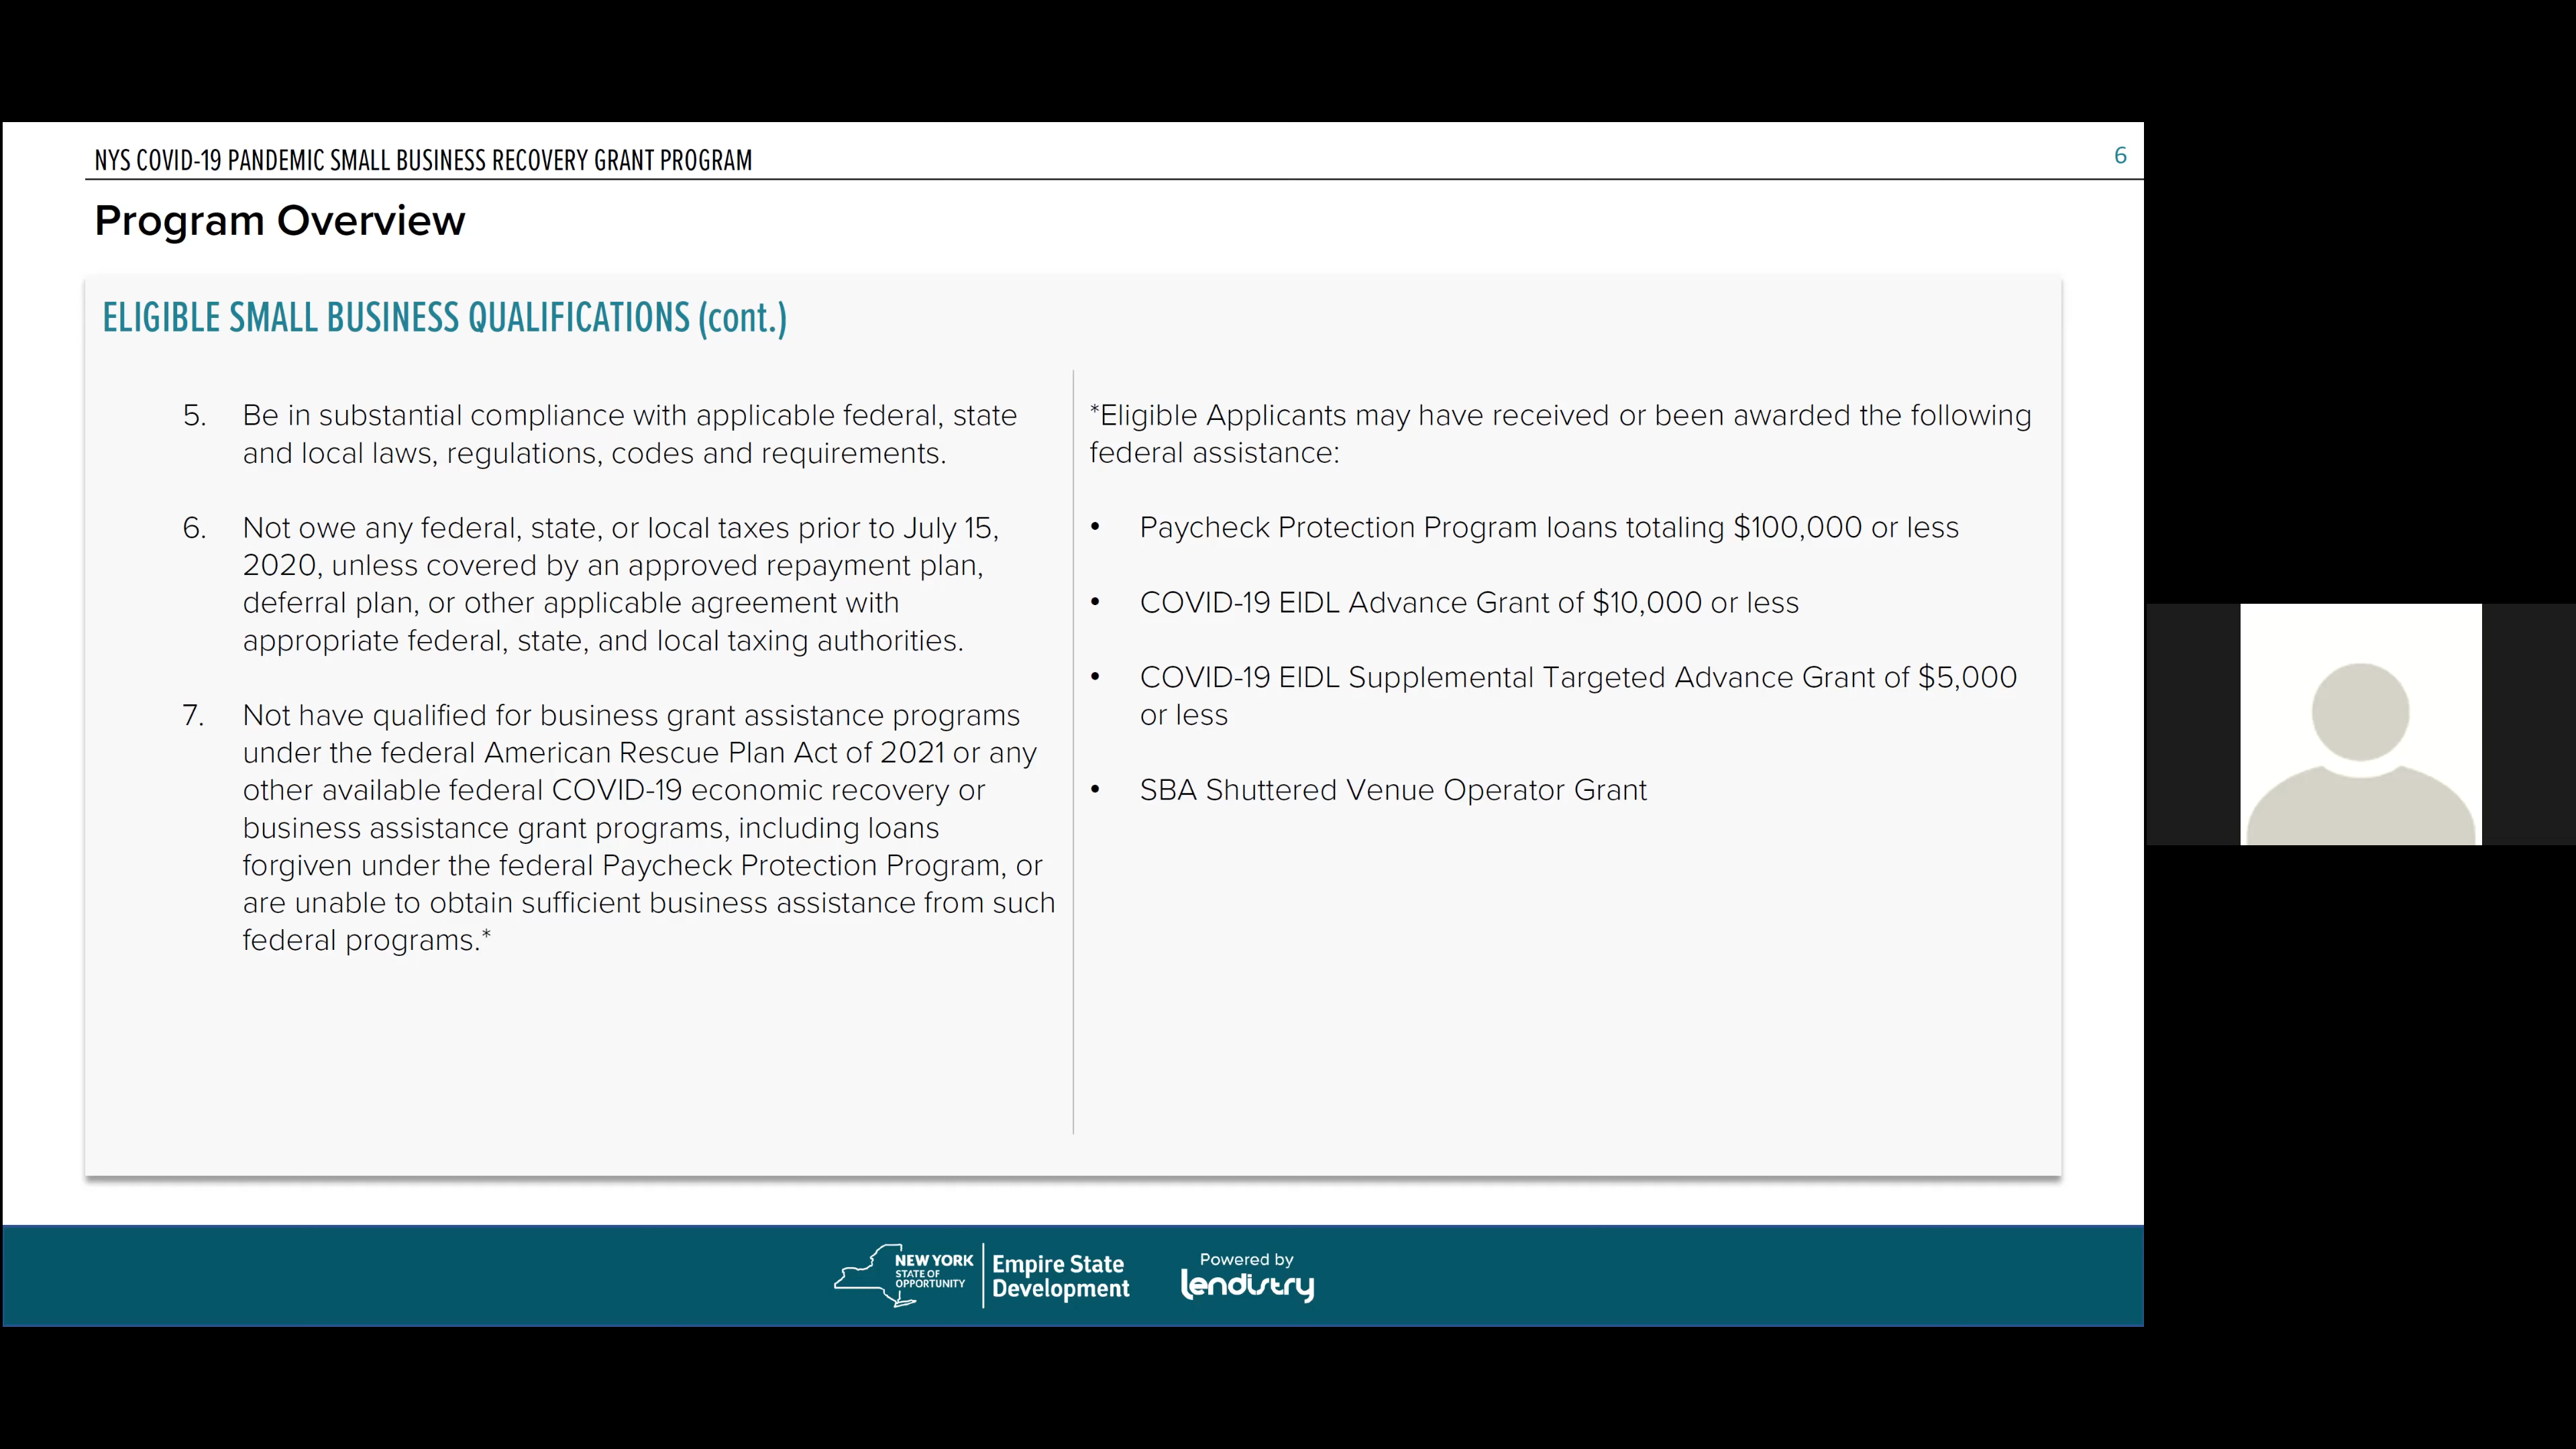 NYS COVID-19 PANDEMIC SMALL BUSINESS RECOVERY GRANT PROGRAM
6
Program Overview
ELIGIBLE SMALL BUSINESS QUALIFICATIONS (cont.)
5. Be in substantial compliance with applicable federal, state
and local laws, regulations, codes and requirements.
6. Not owe any federal, state, or local taxes prior to July 15,
2020, unless covered by an approved repayment plan,
deferral plan, or other applicable agreement with
appropriate federal, state, and local taxing authorities.
7. Not have qualified for business grant assistance programs
under the federal American Rescue Plan Act of 2021 or any
other available federal COVID-19 economic recovery or
business assistance grant programs, including loans
forgiven under the federal Paycheck Protection Program, or
are unable to obtain sufficient business assistance from such
federal programs.*
*Eligible Applicants may have received or been awarded the following
federal assistance:
• Paycheck Protection Program loans totaling $100,000 or less
• COVID-19 EIDL Advance Grant of $10,000 or less
• COVID-19 EIDL Supplemental Targeted Advance Grant of $5,000
or less
• SBA Shuttered Venue Operator Grant
NEW YORK
STATE OF
OPPORTUNITY
Empire State
Development
Powered by
lendistry